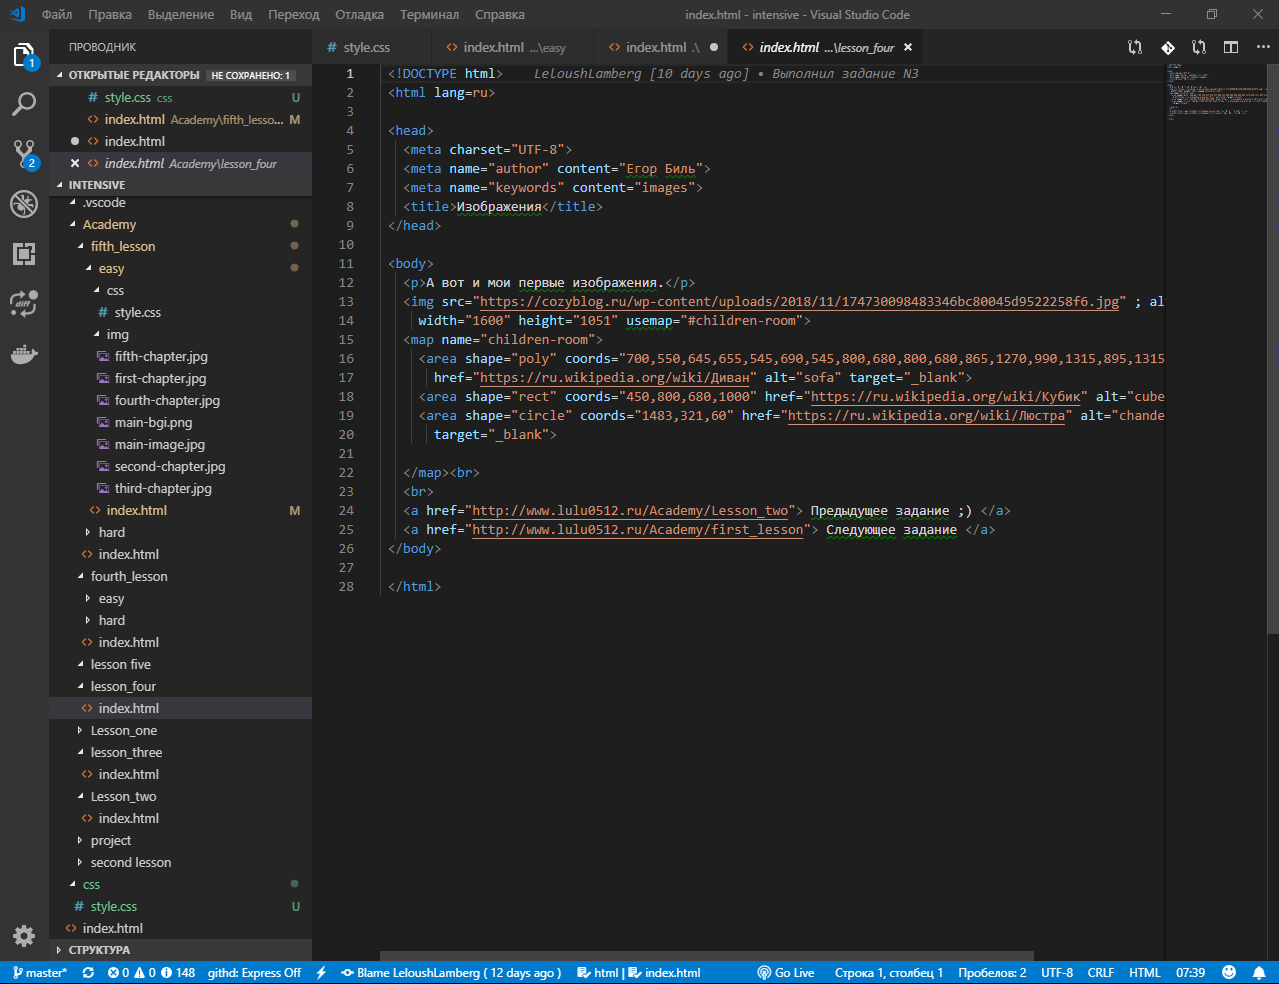 Файл Правка Выделение Вид Переход Отладка Терминал Справка index.html - intensive - Visual Studio Code
ПРОВОДНИК
ОТКРЫТЫЕ РЕДАКТОРЫ НЕ СОХРАНЕНО: 1
# style.css css U
<> index.html Academy\fifth_lesso... M
<> index.html
<> index.html Academy\lesson_four
INTENSIVE
.vscode
Academy
fifth_lesson
easy
css
# style.css
img
fifth-chapter.jpg
first-chapter.jpg
fourth-chapter.jpg
main-bgi.png
main-image.jpg
second-chapter.jpg
third-chapter.jpg
<> index.html M
hard
<> index.html
fourth_lesson
easy
hard
<> index.html
lesson five
lesson_four
<> index.html
Lesson_one
lesson_three
<> index.html
Lesson_two
<> index.html
project
second lesson
css
# style.css U
<> index.html
СТРУКТУРА
1
2
diff
# style.css <> index.html ...\easy <> index.html .\ <> index.html ...\lesson_four
1 <!DOCTYPE html> LeloushLamberg [10 days ago] • Выполнил задание N3
2 <html lang=ru>
3
4 <head>
5 <meta charset="UTF-8">
6 <meta name="author" content="Егор Биль">
7 <meta name="keywords" content="images">
8 <title>Изображения</title>
9 </head>
10
11 <body>
12 <p>А вот и мои первые изображения.</p>
13 <img src="https://cozyblog.ru/wp-content/uploads/2018/11/174730098483346bc80045d9522258f6.jpg" ; al
14 width="1600" height="1051" usemap="#children-room">
15 <map name="children-room">
16 <area shape="poly" coords="700,550,645,655,545,690,545,800,680,800,680,865,1270,990,1315,895,1315
17 href="https://ru.wikipedia.org/wiki/Диван" alt="sofa" target="_blank">
18 <area shape="rect" coords="450,800,680,1000" href="https://ru.wikipedia.org/wiki/Кубик" alt="cube
19 <area shape="circle" coords="1483,321,60" href="https://ru.wikipedia.org/wiki/Люстра" alt="chande
20 target="_blank">
21
22 </map><br>
23 <br>
24 <a href="http://www.lulu0512.ru/Academy/Lesson_two"> Предыдущее задание ;) </a>
25 <a href="http://www.lulu0512.ru/Academy/first_lesson"> Следующее задание </a>
26 </body>
27
28 </html>
master* 0 0 148 githd: Express Off Blame LeloushLamberg ( 12 days ago ) html | index.html Go Live Строка 1, столбец 1 Пробелов: 2 UTF-8 CRLF HTML 07:39